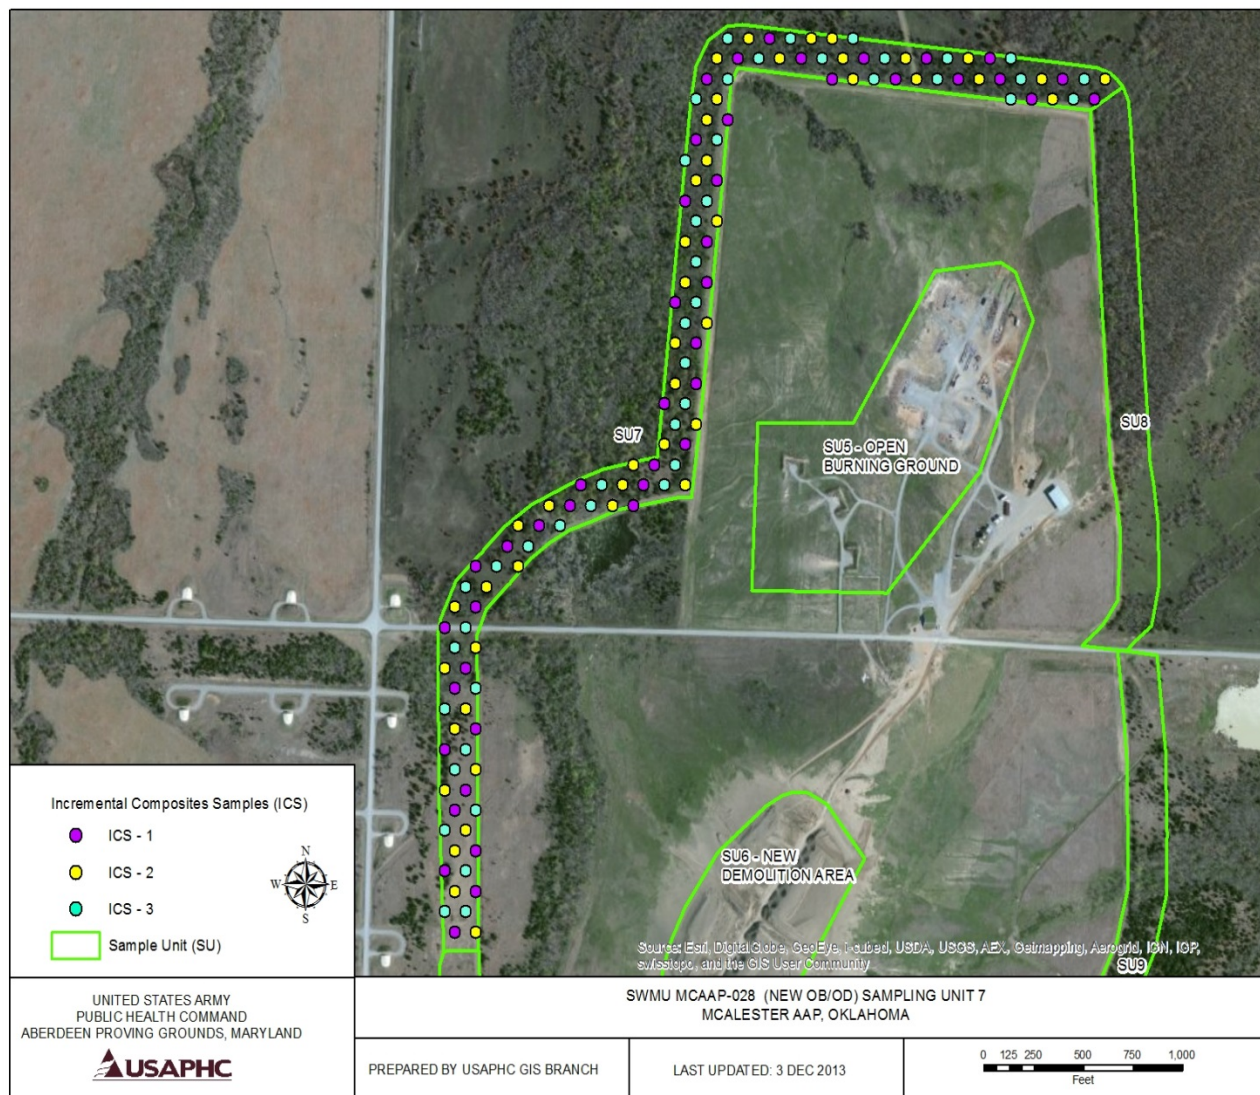 SU7
SU8
SU5 - OPEN
BURNING GROUND
SU6 - NEW
DEMOLITION AREA
SU9
Source: Esri, DigitalGlobe, GeoEye, i-cubed, USDA, USGS, AEX, Getmapping, Aerogrid, IGN, IGP,
swisstopo, and the GIS User Community
Incremental Composites Samples (ICS)
ICS - 1
ICS - 2
ICS - 3
Sample Unit (SU)
N
W E
S
UNITED STATES ARMY
PUBLIC HEALTH COMMAND
ABERDEEN PROVING GROUNDS, MARYLAND
USAPHC
SWMU MCAAP-028 (NEW OB/OD) SAMPLING UNIT 7
MCALESTER AAP, OKLAHOMA
PREPARED BY USAPHC GIS BRANCH
LAST UPDATED: 3 DEC 2013
0 125 250 500 750 1,000
Feet